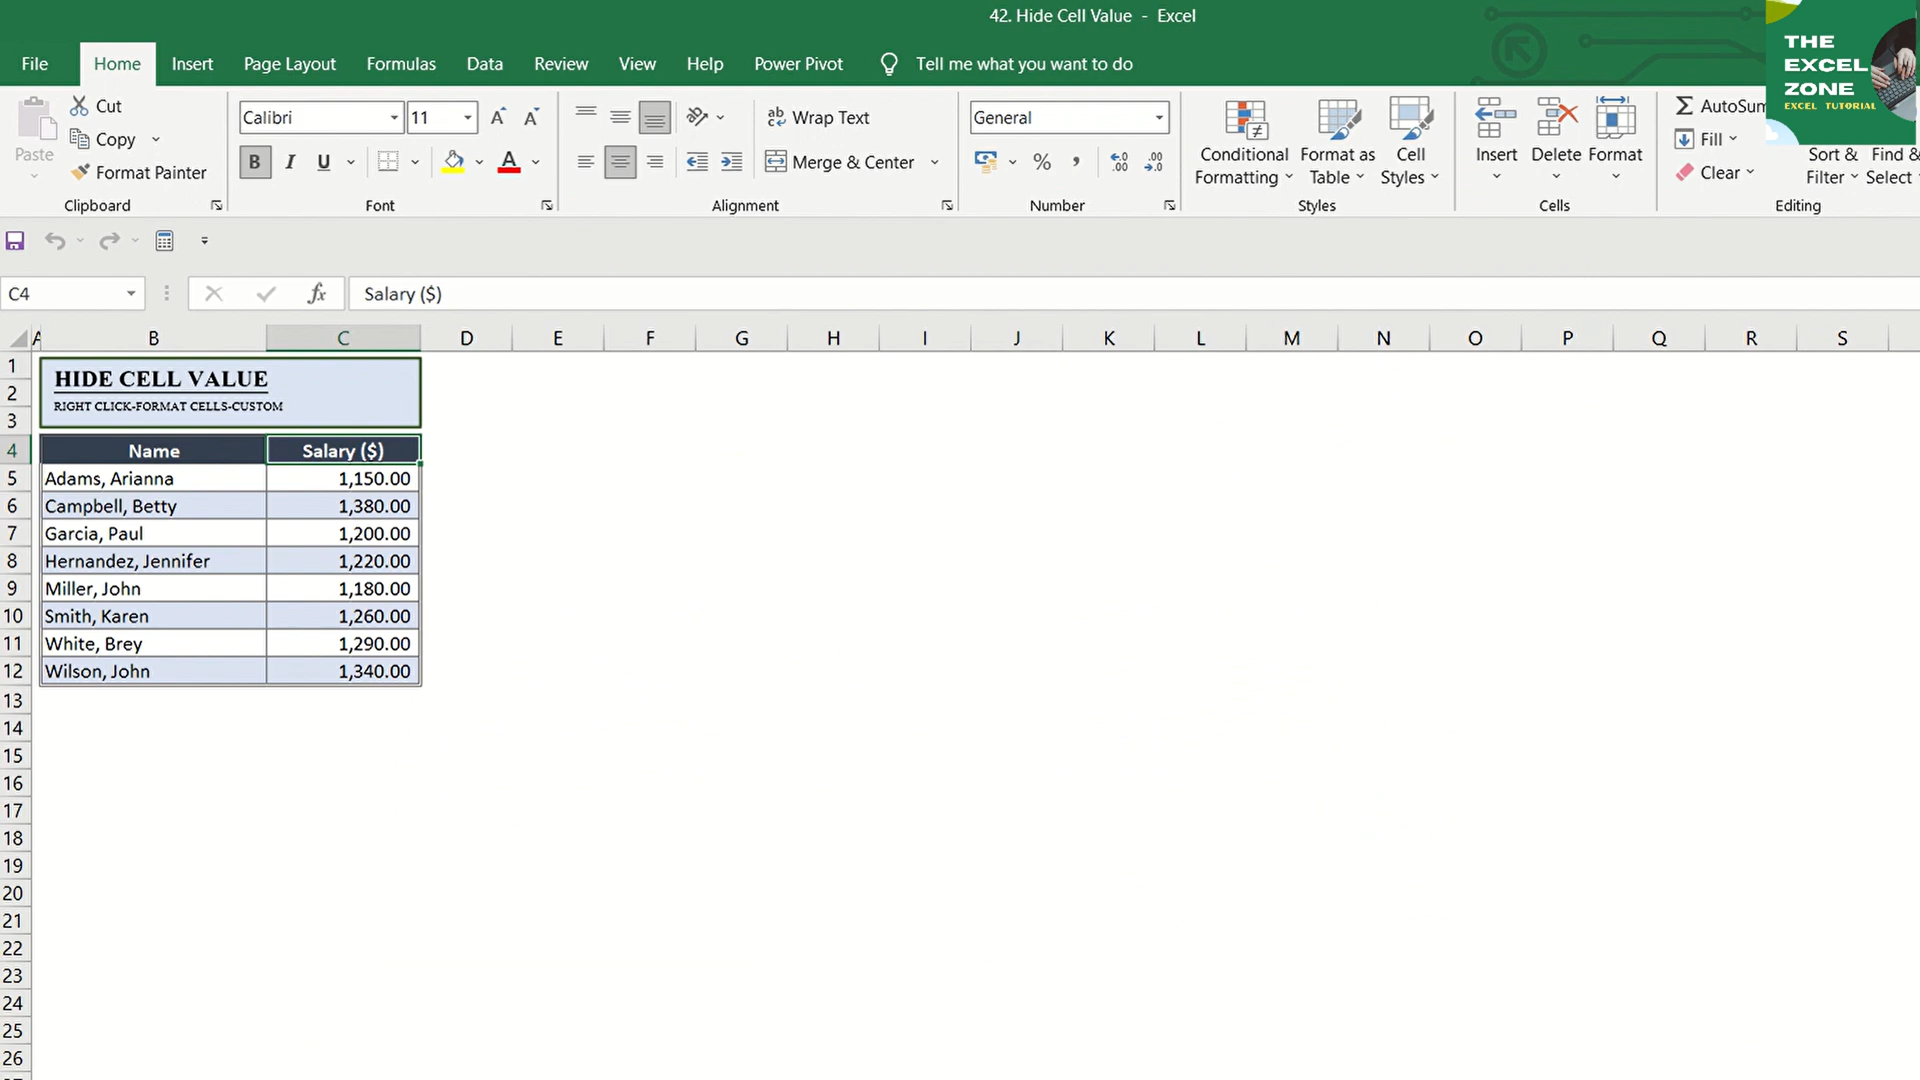 42. Hide Cell Value - Excel
THE
EXCEL
ZONE
EXCEL TUTORIAL
File Home Insert Page Layout Formulas Data Review View Help Power Pivot Tell me what you want to do
Paste
Cut
Copy
Format Painter
Clipboard
Calibri 11
B I U
Font
Wrap Text
Merge & Center
Alignment
General
Number
Conditional Formatting
Format as Table
Cell Styles
Styles
Insert Delete Format
Cells
AutoSum
Fill
Clear
Sort & Filter
Find & Select
Editing
C4 fx Salary ($)
A B C D E F G H I J K L M N O P Q R S
1
HIDE CELL VALUE
2
RIGHT CLICK-FORMAT CELLS-CUSTOM
3
4 Name Salary ($)
5 Adams, Arianna 1,150.00
6 Campbell, Betty 1,380.00
7 Garcia, Paul 1,200.00
8 Hernandez, Jennifer 1,220.00
9 Miller, John 1,180.00
10 Smith, Karen 1,260.00
11 White, Brey 1,290.00
12 Wilson, John 1,340.00
13
14
15
16
17
18
19
20
21
22
23
24
25
26